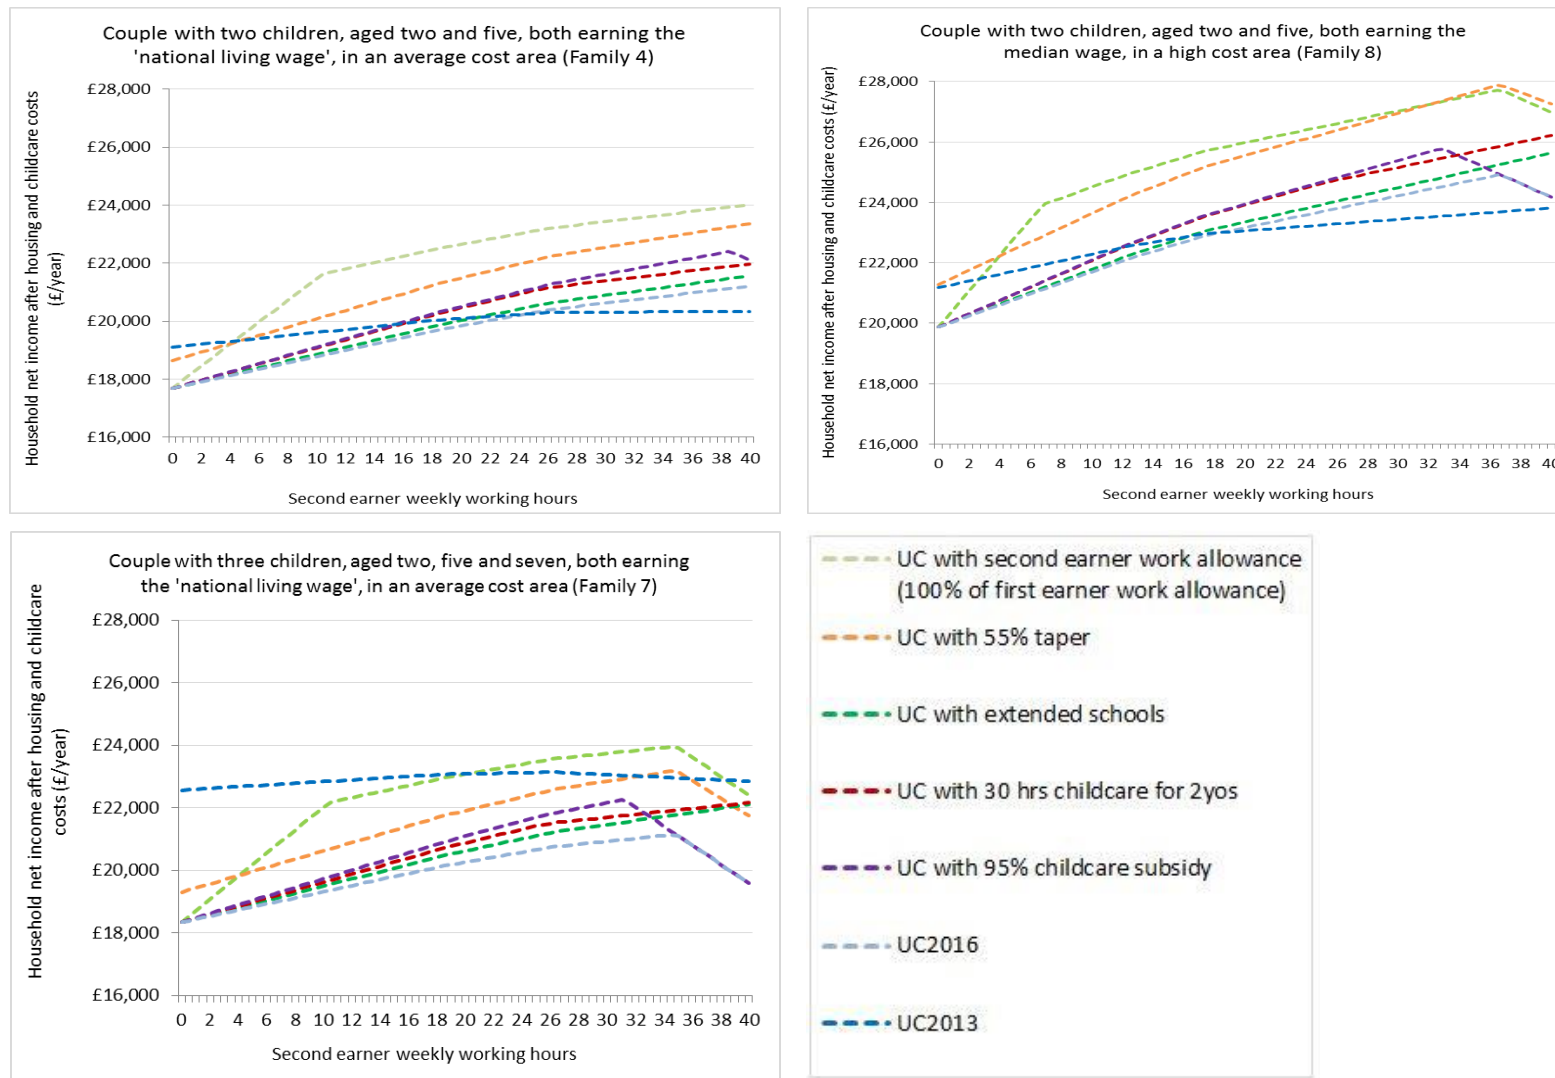 Couple with two children, aged two and five, both earning the
'national living wage', in an average cost area (Family 4)
Household net income after housing and childcare costs
(£/year)
£28,000
£26,000
£24,000
£22,000
£20,000
£18,000
£16,000
0 2 4 6 8 10 12 14 16 18 20 22 24 26 28 30 32 34 36 38 40
Second earner weekly working hours
Couple with two children, aged two and five, both earning the
median wage, in a high cost area (Family 8)
Household net income after housing and childcare costs (£/year)
£28,000
£26,000
£24,000
£22,000
£20,000
£18,000
£16,000
0 2 4 6 8 10 12 14 16 18 20 22 24 26 28 30 32 34 36 38 40
Second earner weekly working hours
Couple with three children, aged two, five and seven, both earning
the 'national living wage', in an average cost area (Family 7)
Household net income after housing and childcare
costs (£/year)
£28,000
£26,000
£24,000
£22,000
£20,000
£18,000
£16,000
0 2 4 6 8 10 12 14 16 18 20 22 24 26 28 30 32 34 36 38 40
Second earner weekly working hours
UC with second earner work allowance
(100% of first earner work allowance)
UC with 55% taper
UC with extended schools
UC with 30 hrs childcare for 2yos
UC with 95% childcare subsidy
UC2016
UC2013